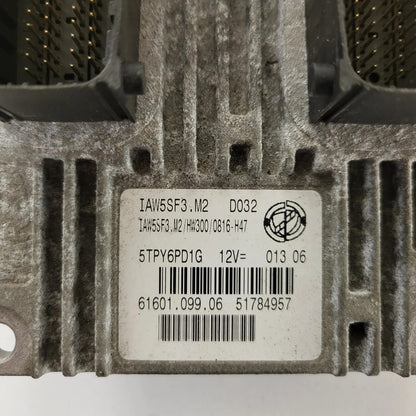 IAW5SF3.M2 D032
IAW5SF3.M2/HW300/0816-H47
5TPY6PD1G 12V= 013 06
61601.099.06 51784957